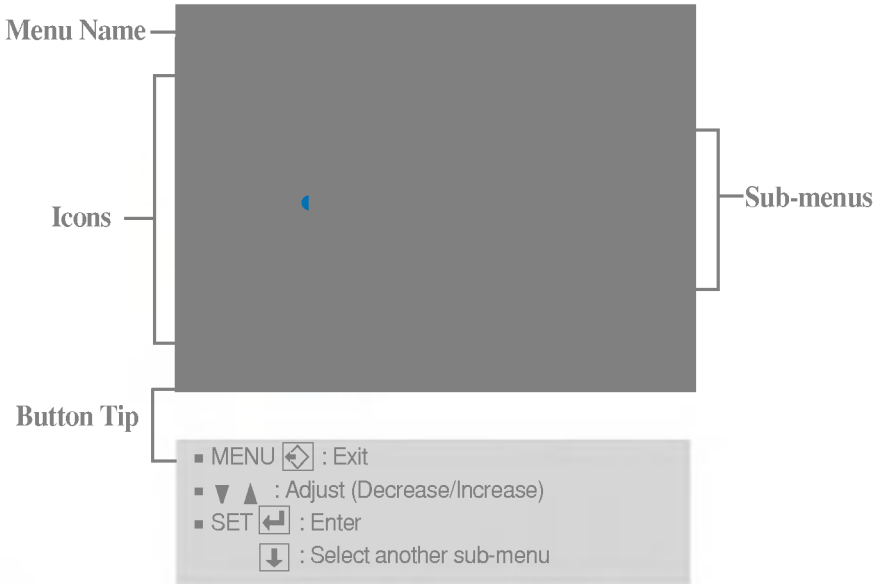 Menu Name
Icons
Sub-menus
Button Tip
▪ MENU : Exit
▪ ▼ ▲ : Adjust (Decrease/Increase)
▪ SET : Enter
: Select another sub-menu